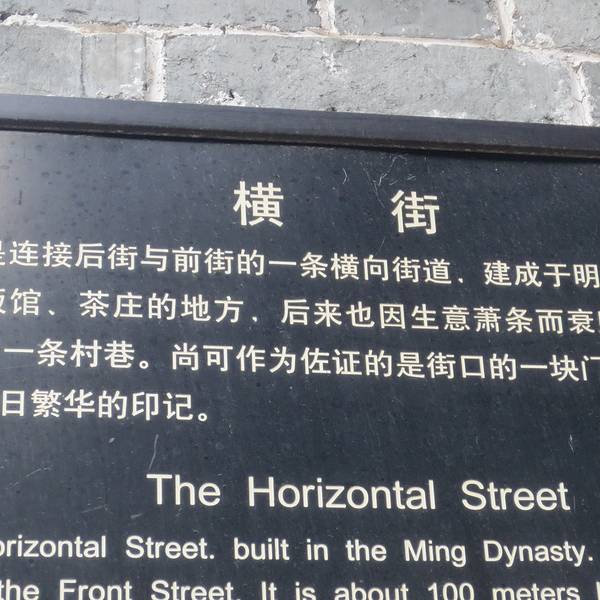 横 街
是连接后街与前街的一条横向街道，建成于明
饭馆、茶庄的地方，后来也因生意萧条而衰
一条村巷。尚可作为佐证的是街口的一块门
日繁华的印记。
The Horizontal Street
orizontal Street. built in the Ming Dynasty.
the Front Street. It is about 100 meters